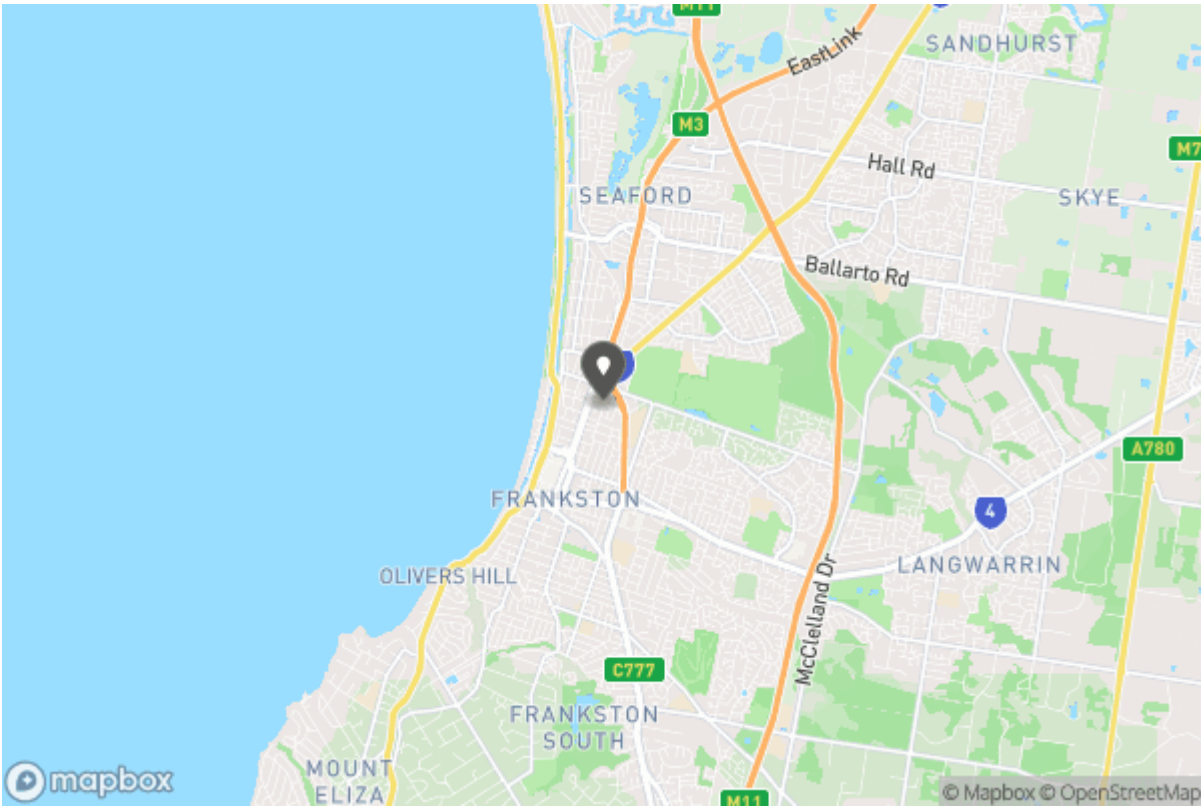 M11
SANDHURST
EastLink
M3
M7
Hall Rd
SEAFORD
SKYE
Ballarto Rd
A780
FRANKSTON
4
LANGWARRIN
OLIVERS HILL
McClelland Dr
C777
FRANKSTON
SOUTH
MOUNT
ELIZA
mapbox
M11
© Mapbox © OpenStreetMap